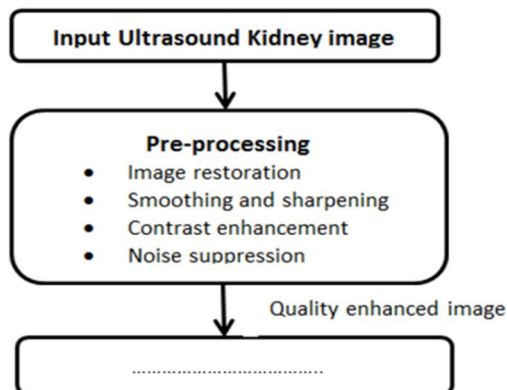 Input Ultrasound Kidney image
Pre-processing
• Image restoration
• Smoothing and sharpening
• Contrast enhancement
• Noise suppression
Quality enhanced image
......................................